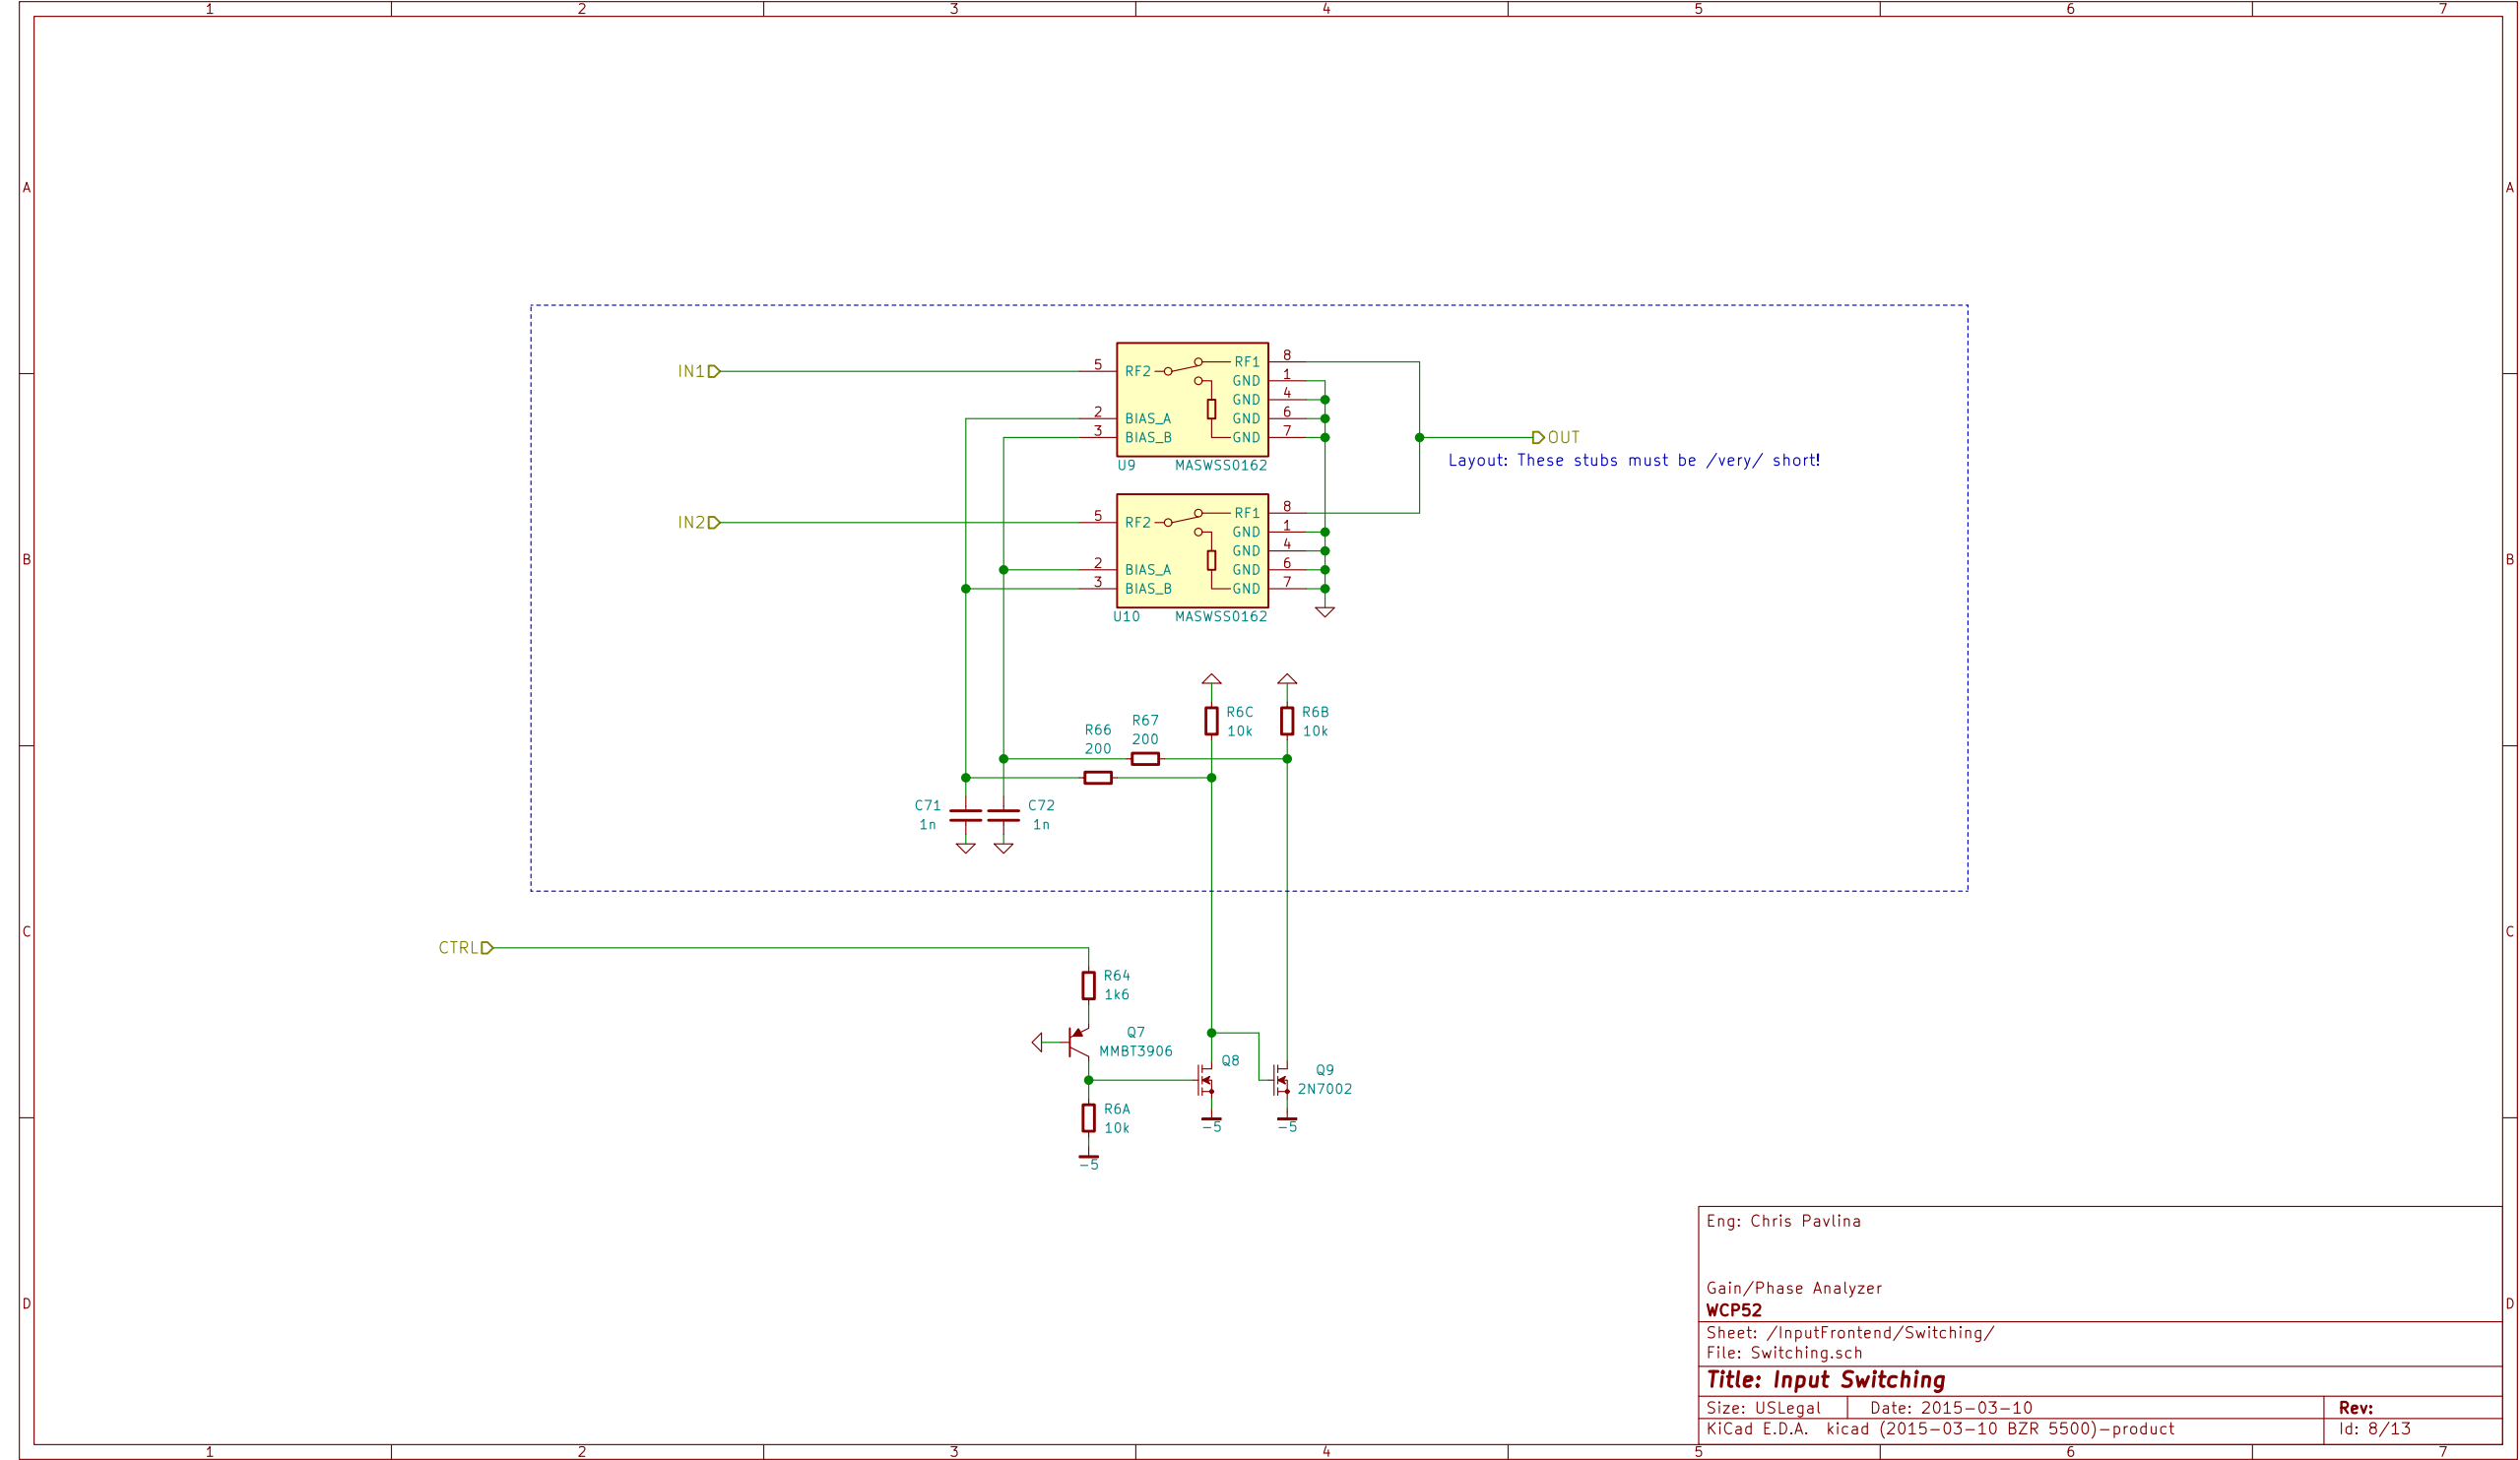 1 2 3 4 5 6 7
A A
IN1 5 RF2 RF1 8
GND 1
GND 4
2 BIAS_A GND 6
3 BIAS_B GND 7
U9 MASWSS0162
OUT
Layout: These stubs must be /very/ short!
IN2 5 RF2 RF1 8
GND 1
B GND 4 B
2 BIAS_A GND 6
3 BIAS_B GND 7
U10 MASWSS0162
R66
200
R67
200
R6C
10k
R6B
10k
C71
1n
C72
1n
C C
CTRL
R64
1k6
Q7
MMBT3906
Q8
Q9
2N7002
R6A
10k
-5
-5
-5
Eng: Chris Pavlina
Gain/Phase Analyzer
D WCP52 D
Sheet: /InputFrontend/Switching/
File: Switching.sch
Title: Input Switching
Size: USLegal Date: 2015-03-10 Rev:
KiCad E.D.A. kicad (2015-03-10 BZR 5500)-product Id: 8/13
1 2 3 4 5 6 7